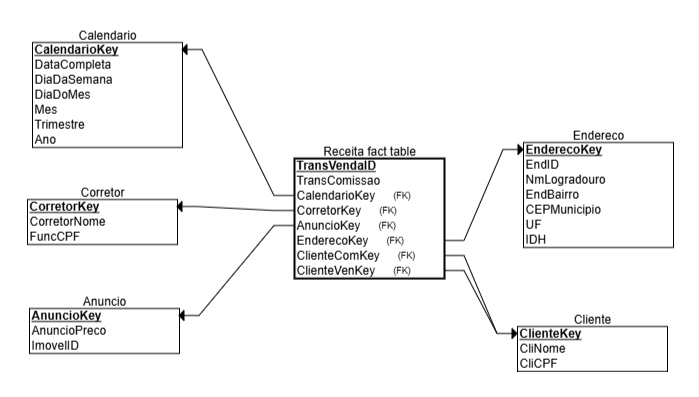 Calendario
CalendarioKey
DataCompleta
DiaDaSemana
DiaDoMes
Mes
Trimestre
Ano
Corretor
CorretorKey
CorretorNome
FuncCPF
Anuncio
AnuncioKey
AnuncioPreco
ImovelID
Receita fact table
TransVendaID
TransComissao
CalendarioKey (FK)
CorretorKey (FK)
AnuncioKey (FK)
EnderecoKey (FK)
ClienteComKey (FK)
ClienteVenKey (FK)
Endereco
EnderecoKey
EndID
NmLogradouro
EndBairro
CEPMunicipio
UF
IDH
Cliente
ClienteKey
CliNome
CliCPF